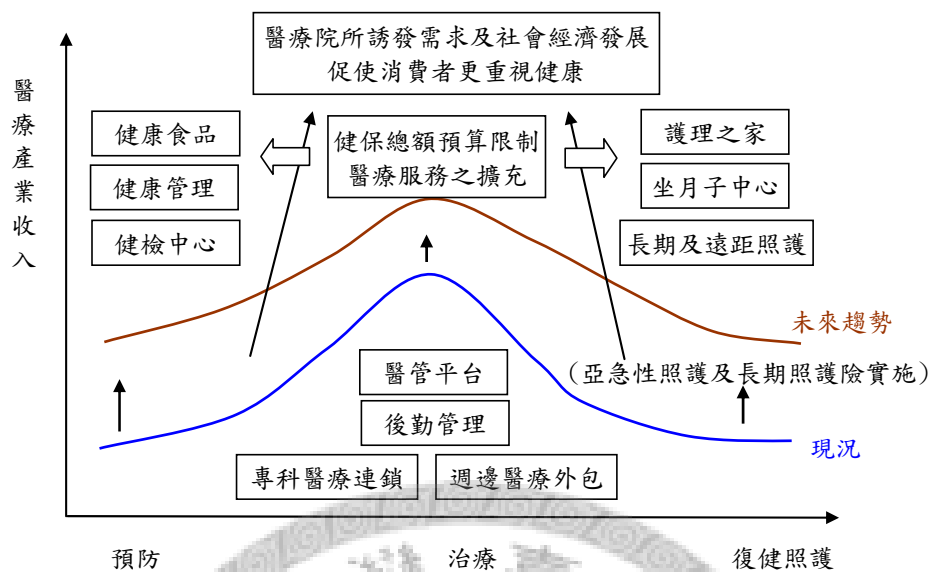 醫療院所誘發需求及社會經濟發展
促使消費者更重視健康
醫療產業收入
健康食品
健康管理
健檢中心
健保總額預算限制
醫療服務之擴充
護理之家
坐月子中心
長期及遠距照護
未來趨勢
(亞急性照護及長期照護險實施)
醫管平台
後勤管理
專科醫療連鎖
週邊醫療外包
現況
預防
治療
復健照護